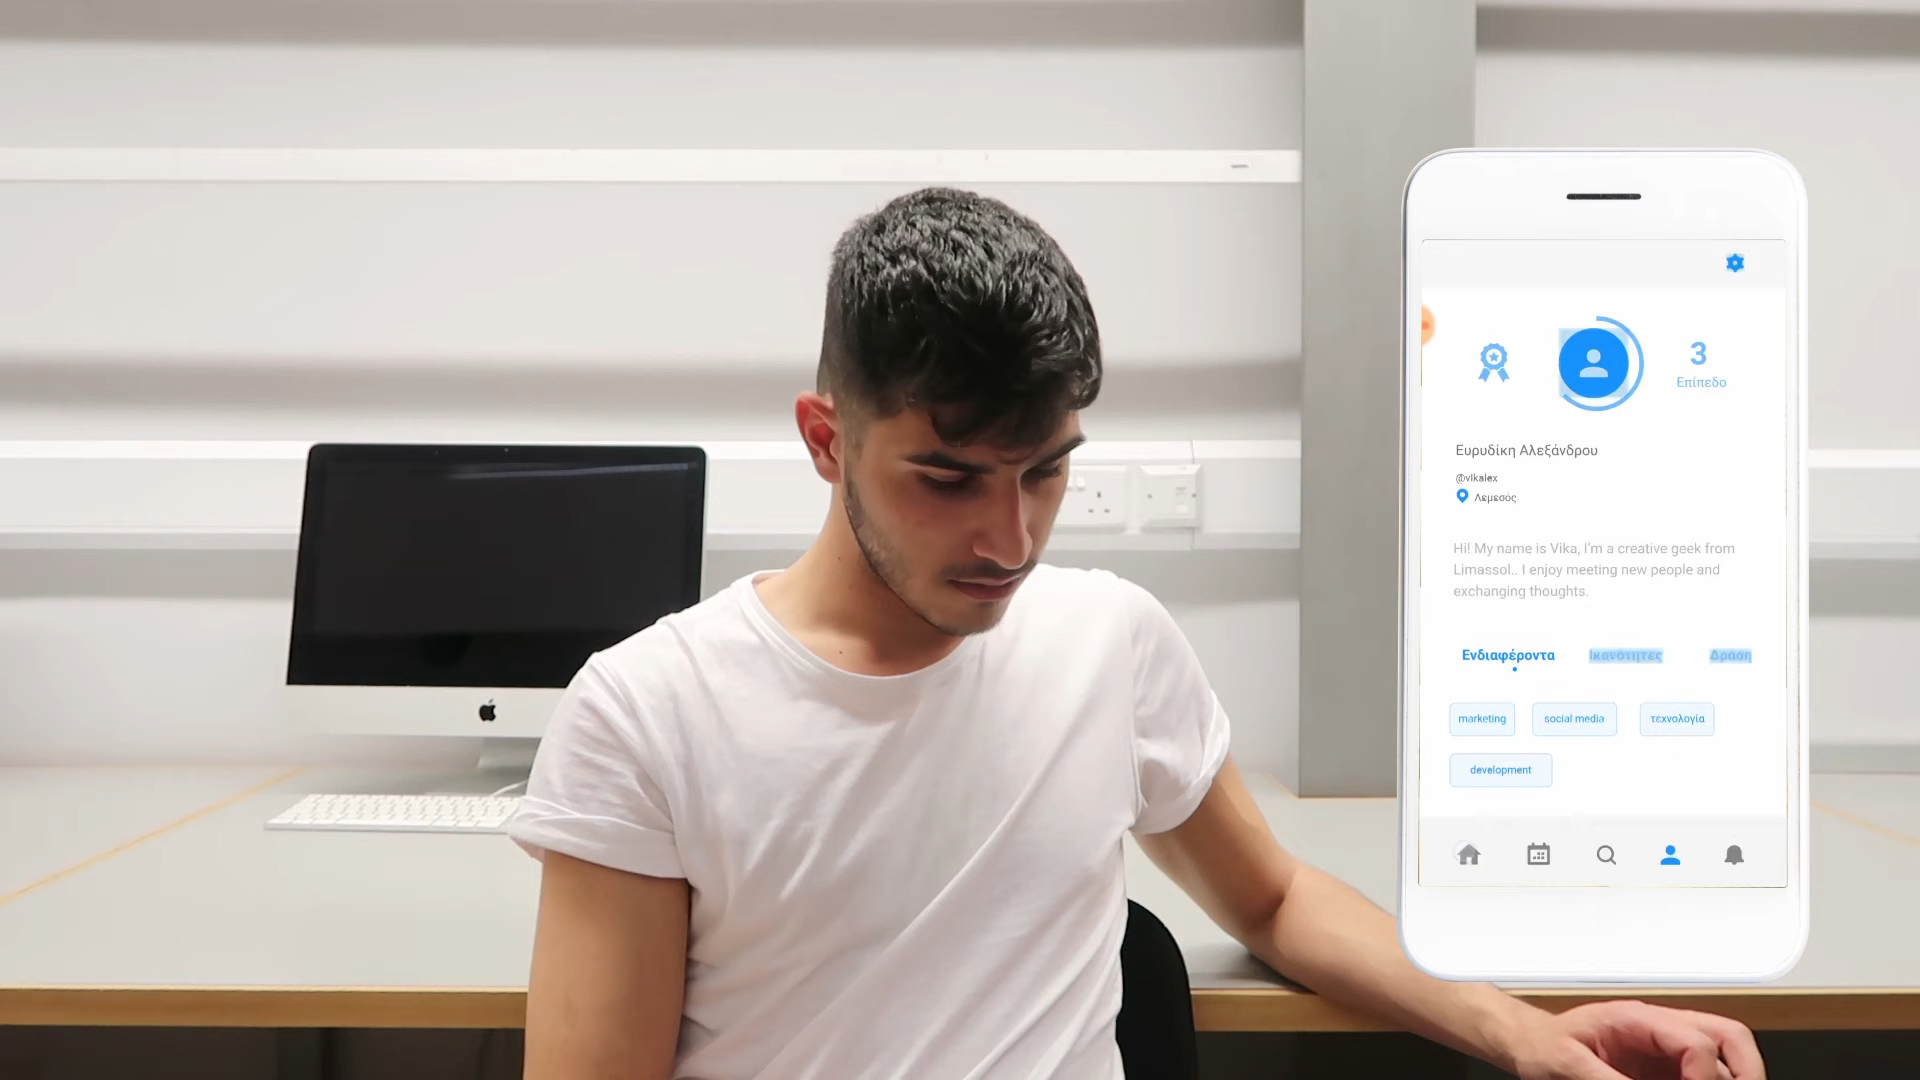 3
Επίπεδο
Ευρυδίκη Αλεξάνδρου
@vikalex
Λεμεσός
Hi! My name is Vika, I'm a creative geek from
Limassol.. I enjoy meeting new people and
exchanging thoughts.
Ενδιαφέροντα Ικανότητες Δράση
marketing social media τεχνολογία
development